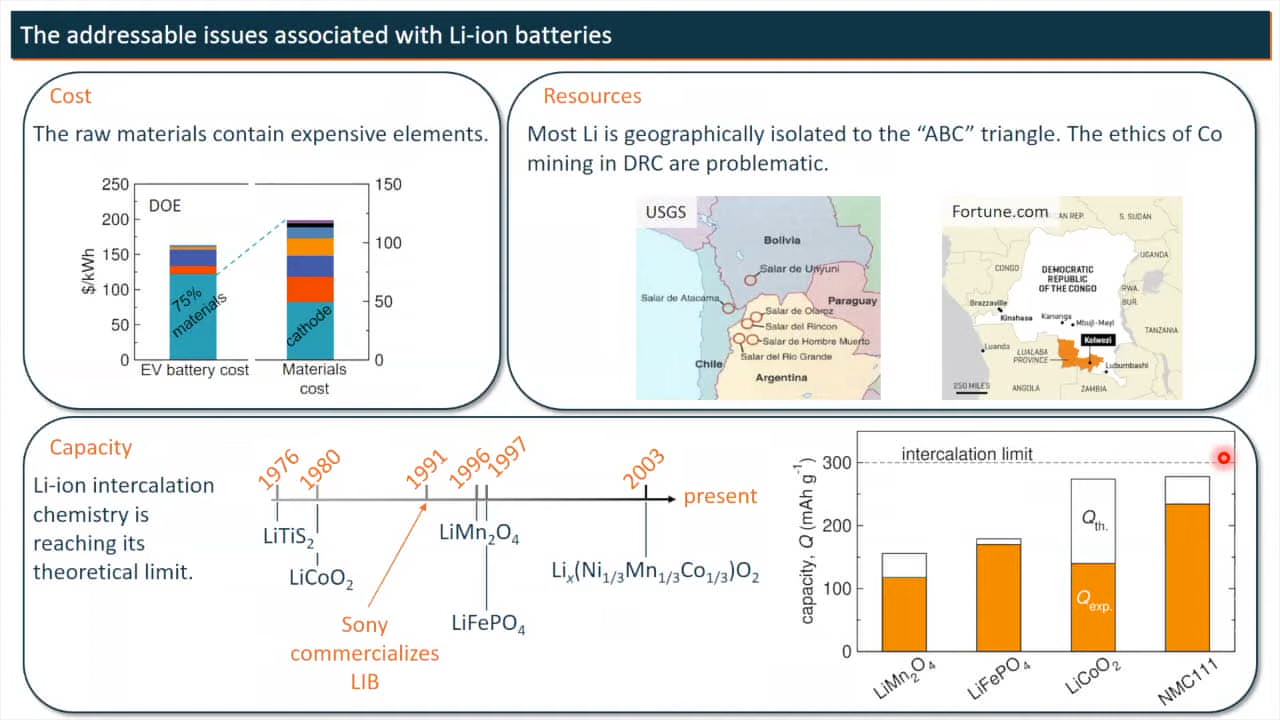 The addressable issues associated with Li-ion batteries
Cost
The raw materials contain expensive elements.
250
200
150
100
50
0
$/kWh
DOE
75%
materials
cathode
150
100
50
0
EV battery cost
Materials
cost
Resources
Most Li is geographically isolated to the “ABC” triangle. The ethics of Co
mining in DRC are problematic.
USGS
Bolivia
Salar de Unyuni
Salar de Atacama
Paraguay
Salar de Olaroz
Salar del Rincon
Salar de Hombre Muerto
Salar del Rio Grande
Chile
Argentina
Fortune.com
AN REP.
S. SUDAN
UGANDA
CONGO
DEMOCRATIC
REPUBLIC
OF THE CONGO
RWA.
BUR.
Brazzaville
Kinshasa
Kananga
Mbuji-Mayi
TANZANIA
Luanda
Kolwezi
LUALABA
PROVINCE
Lubumbashi
250 MILES
ANGOLA
ZAMBIA
Capacity
Li-ion intercalation
chemistry is
reaching its
theoretical limit.
1976
1980
1991
1996
1997
2003
present
LiTiS₂
LiCoO₂
LiMn₂O₄
LiFePO₄
Liₓ(Ni₁/₃Mn₁/₃Co₁/₃)O₂
Sony
commercializes
LIB
capacity, Q (mAh g⁻¹)
300
200
100
0
intercalation limit
Qth.
Qexp.
LiMn₂O₄
LiFePO₄
LiCoO₂
NMC111